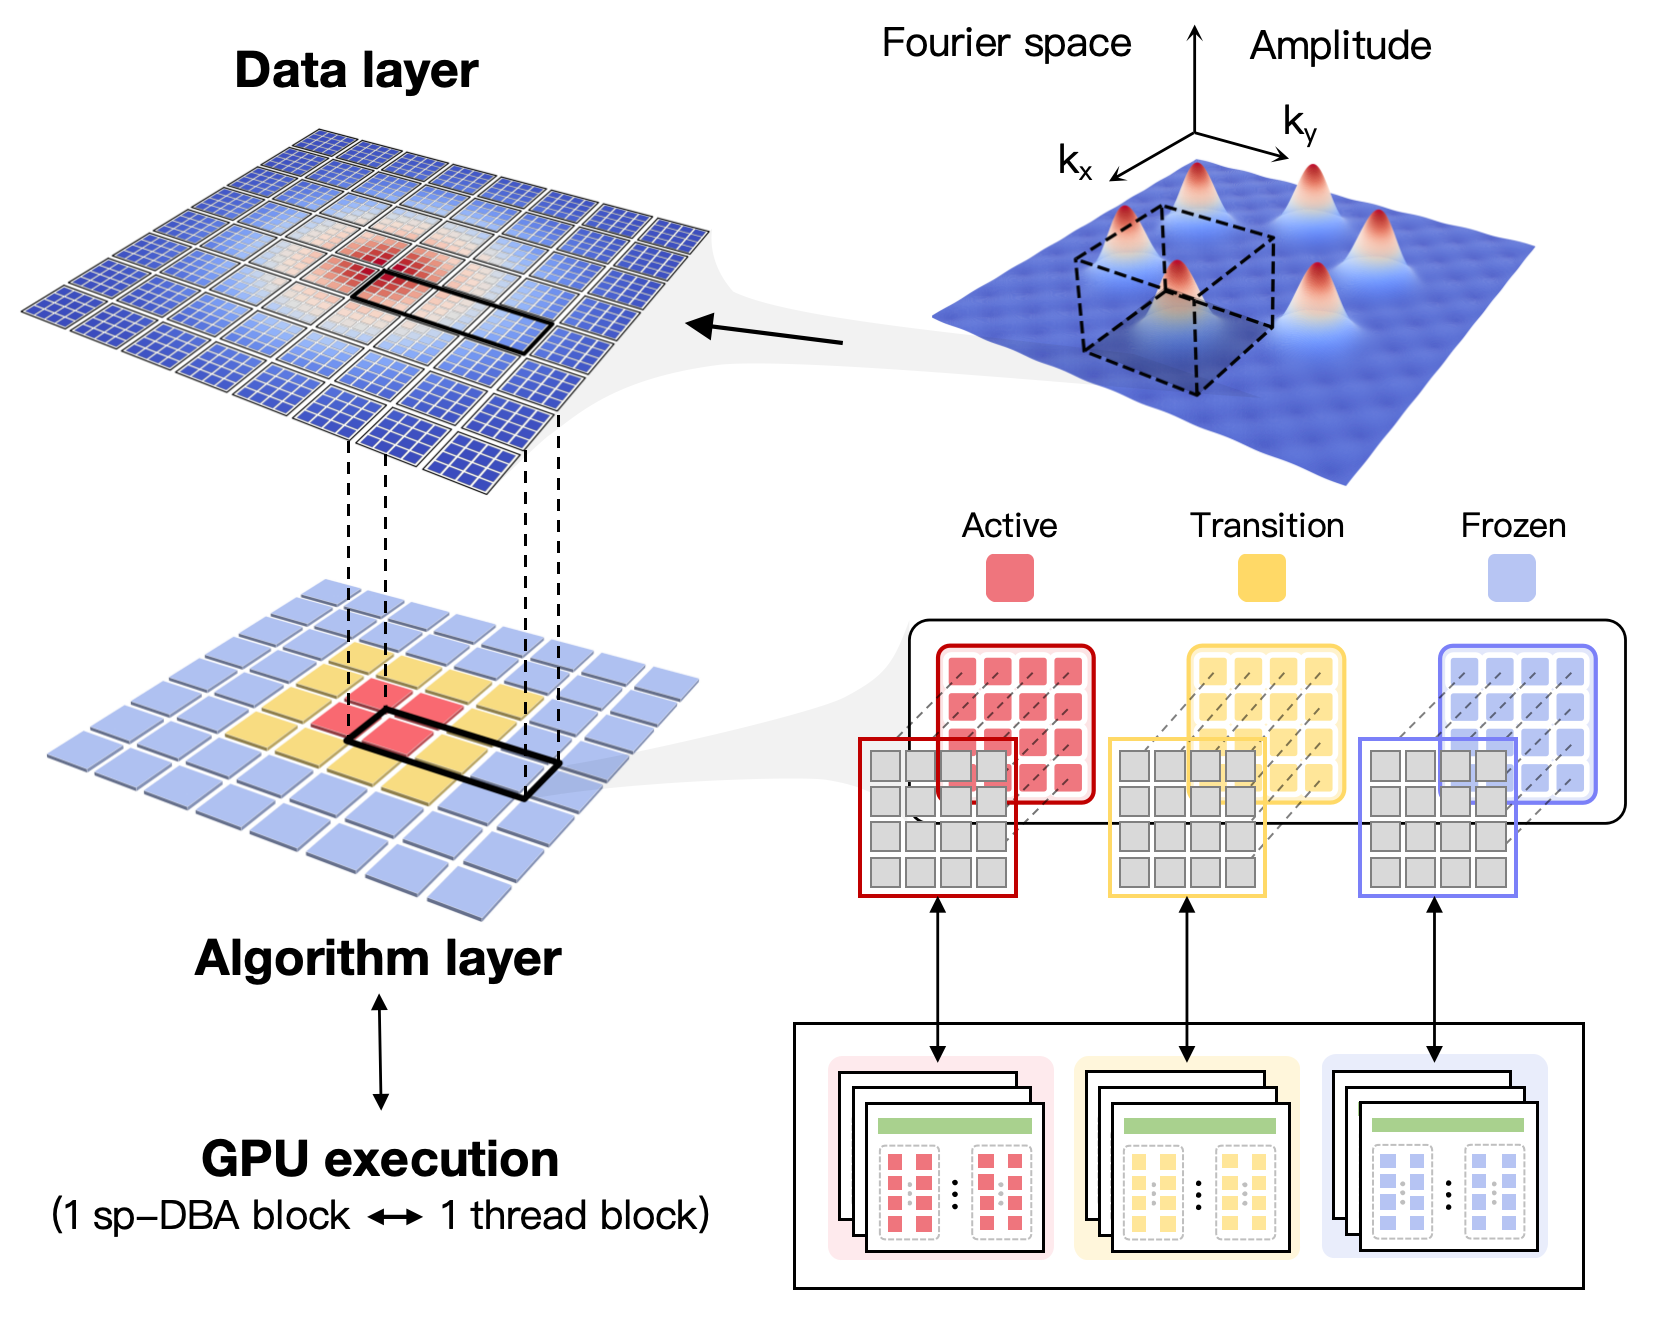 Data layer
Fourier space
Amplitude
kx
ky
Active
Transition
Frozen
Algorithm layer
GPU execution
(1 sp-DBA block ↔ 1 thread block)